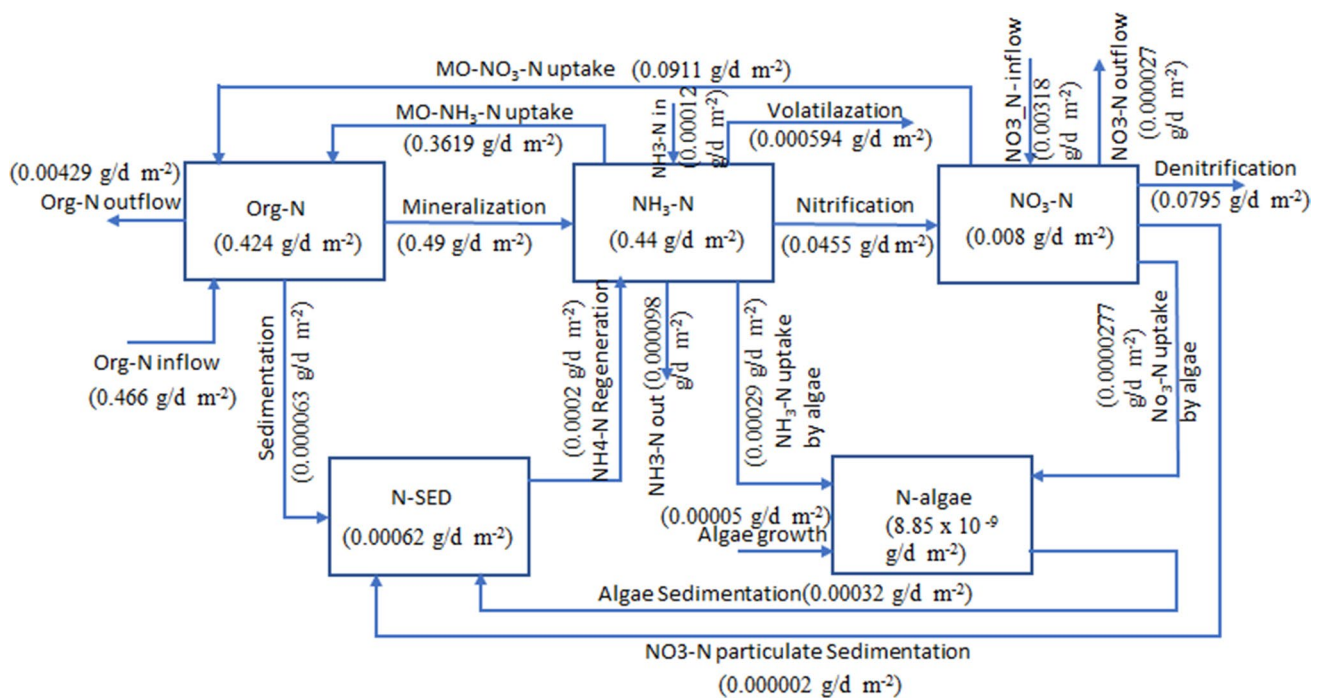 MO-NO₃-N uptake (0.0911 g/d m⁻²)
MO-NH₃-N uptake
(0.3619 g/d m⁻²)
NH3-N in
(0.00012
g/d m⁻²)
Volatilazation
(0.000594 g/d m⁻²)
NO3_N-inflow
(0.00318
g/d m⁻²)
NO3-N outflow
(0.000027
g/d m⁻²)
(0.00429 g/d m⁻²)
Org-N outflow
Org-N
(0.424 g/d m⁻²)
Mineralization
(0.49 g/d m⁻²)
NH₃-N
(0.44 g/d m⁻²)
Nitrification
(0.0455 g/d m⁻²)
NO₃-N
(0.008 g/d m⁻²)
Denitrification
(0.0795 g/d m⁻²)
Org-N inflow
(0.466 g/d m⁻²)
Sedimentation
(0.000063 g/d m⁻²)
(0.0002 g/d m⁻²)
NH4-N Regeneration
NH3-N out (0.000098
g/d m⁻²)
(0.00029 g/d m⁻²)
NH₃-N uptake
by algae
(0.0000277
g/d m⁻²)
No₃-N uptake
by algae
N-SED
(0.00062 g/d m⁻²)
(0.00005 g/d m⁻²)
Algae growth
N-algae
(8.85 x 10 ⁻⁹
g/d m⁻²)
Algae Sedimentation(0.00032 g/d m⁻²)
NO3-N particulate Sedimentation
(0.000002 g/d m⁻²)